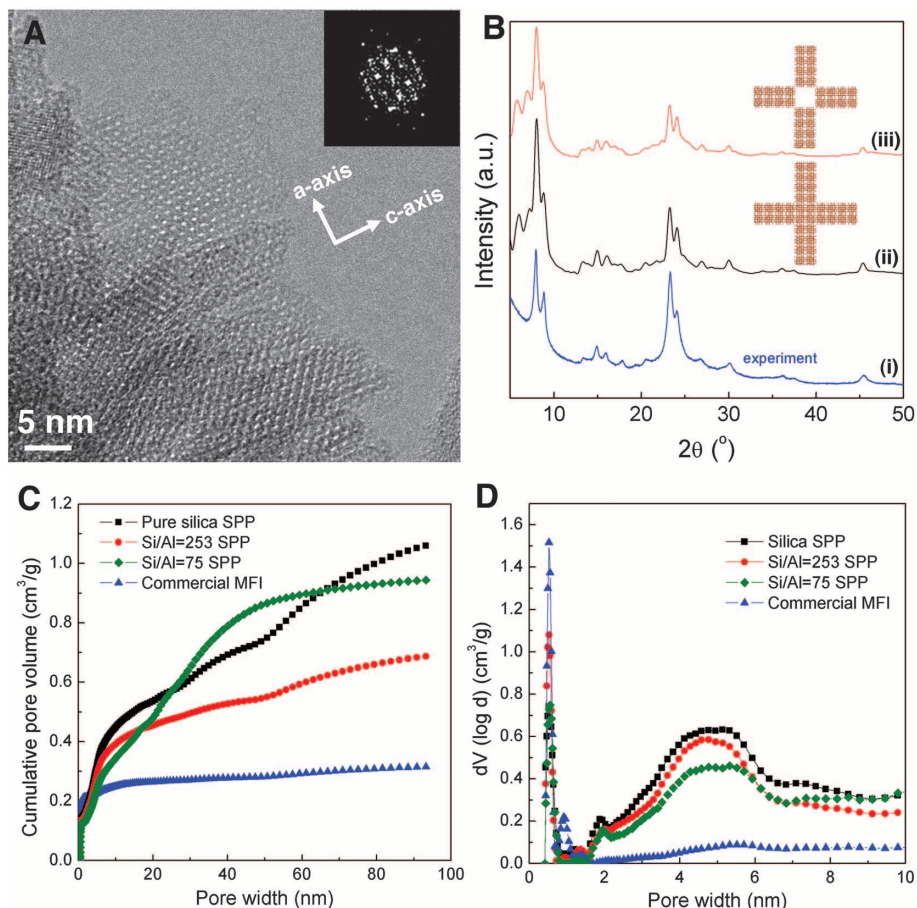 A
a-axis
c-axis
5 nm
B
Intensity (a.u.)
(iii)
(ii)
experiment
(i)
10 20 30 40 50
2θ (°)
C
Cumulative pore volume (cm³/g)
1.2
1.0
0.8
0.6
0.4
0.2
0.0
Pure silica SPP
Si/Al=253 SPP
Si/Al=75 SPP
Commercial MFI
0 20 40 60 80 100
Pore width (nm)
D
dV (log d) (cm³/g)
1.6
1.4
1.2
1.0
0.8
0.6
0.4
0.2
0.0
Silica SPP
Si/Al=253 SPP
Si/Al=75 SPP
Commercial MFI
0 2 4 6 8 10
Pore width (nm)